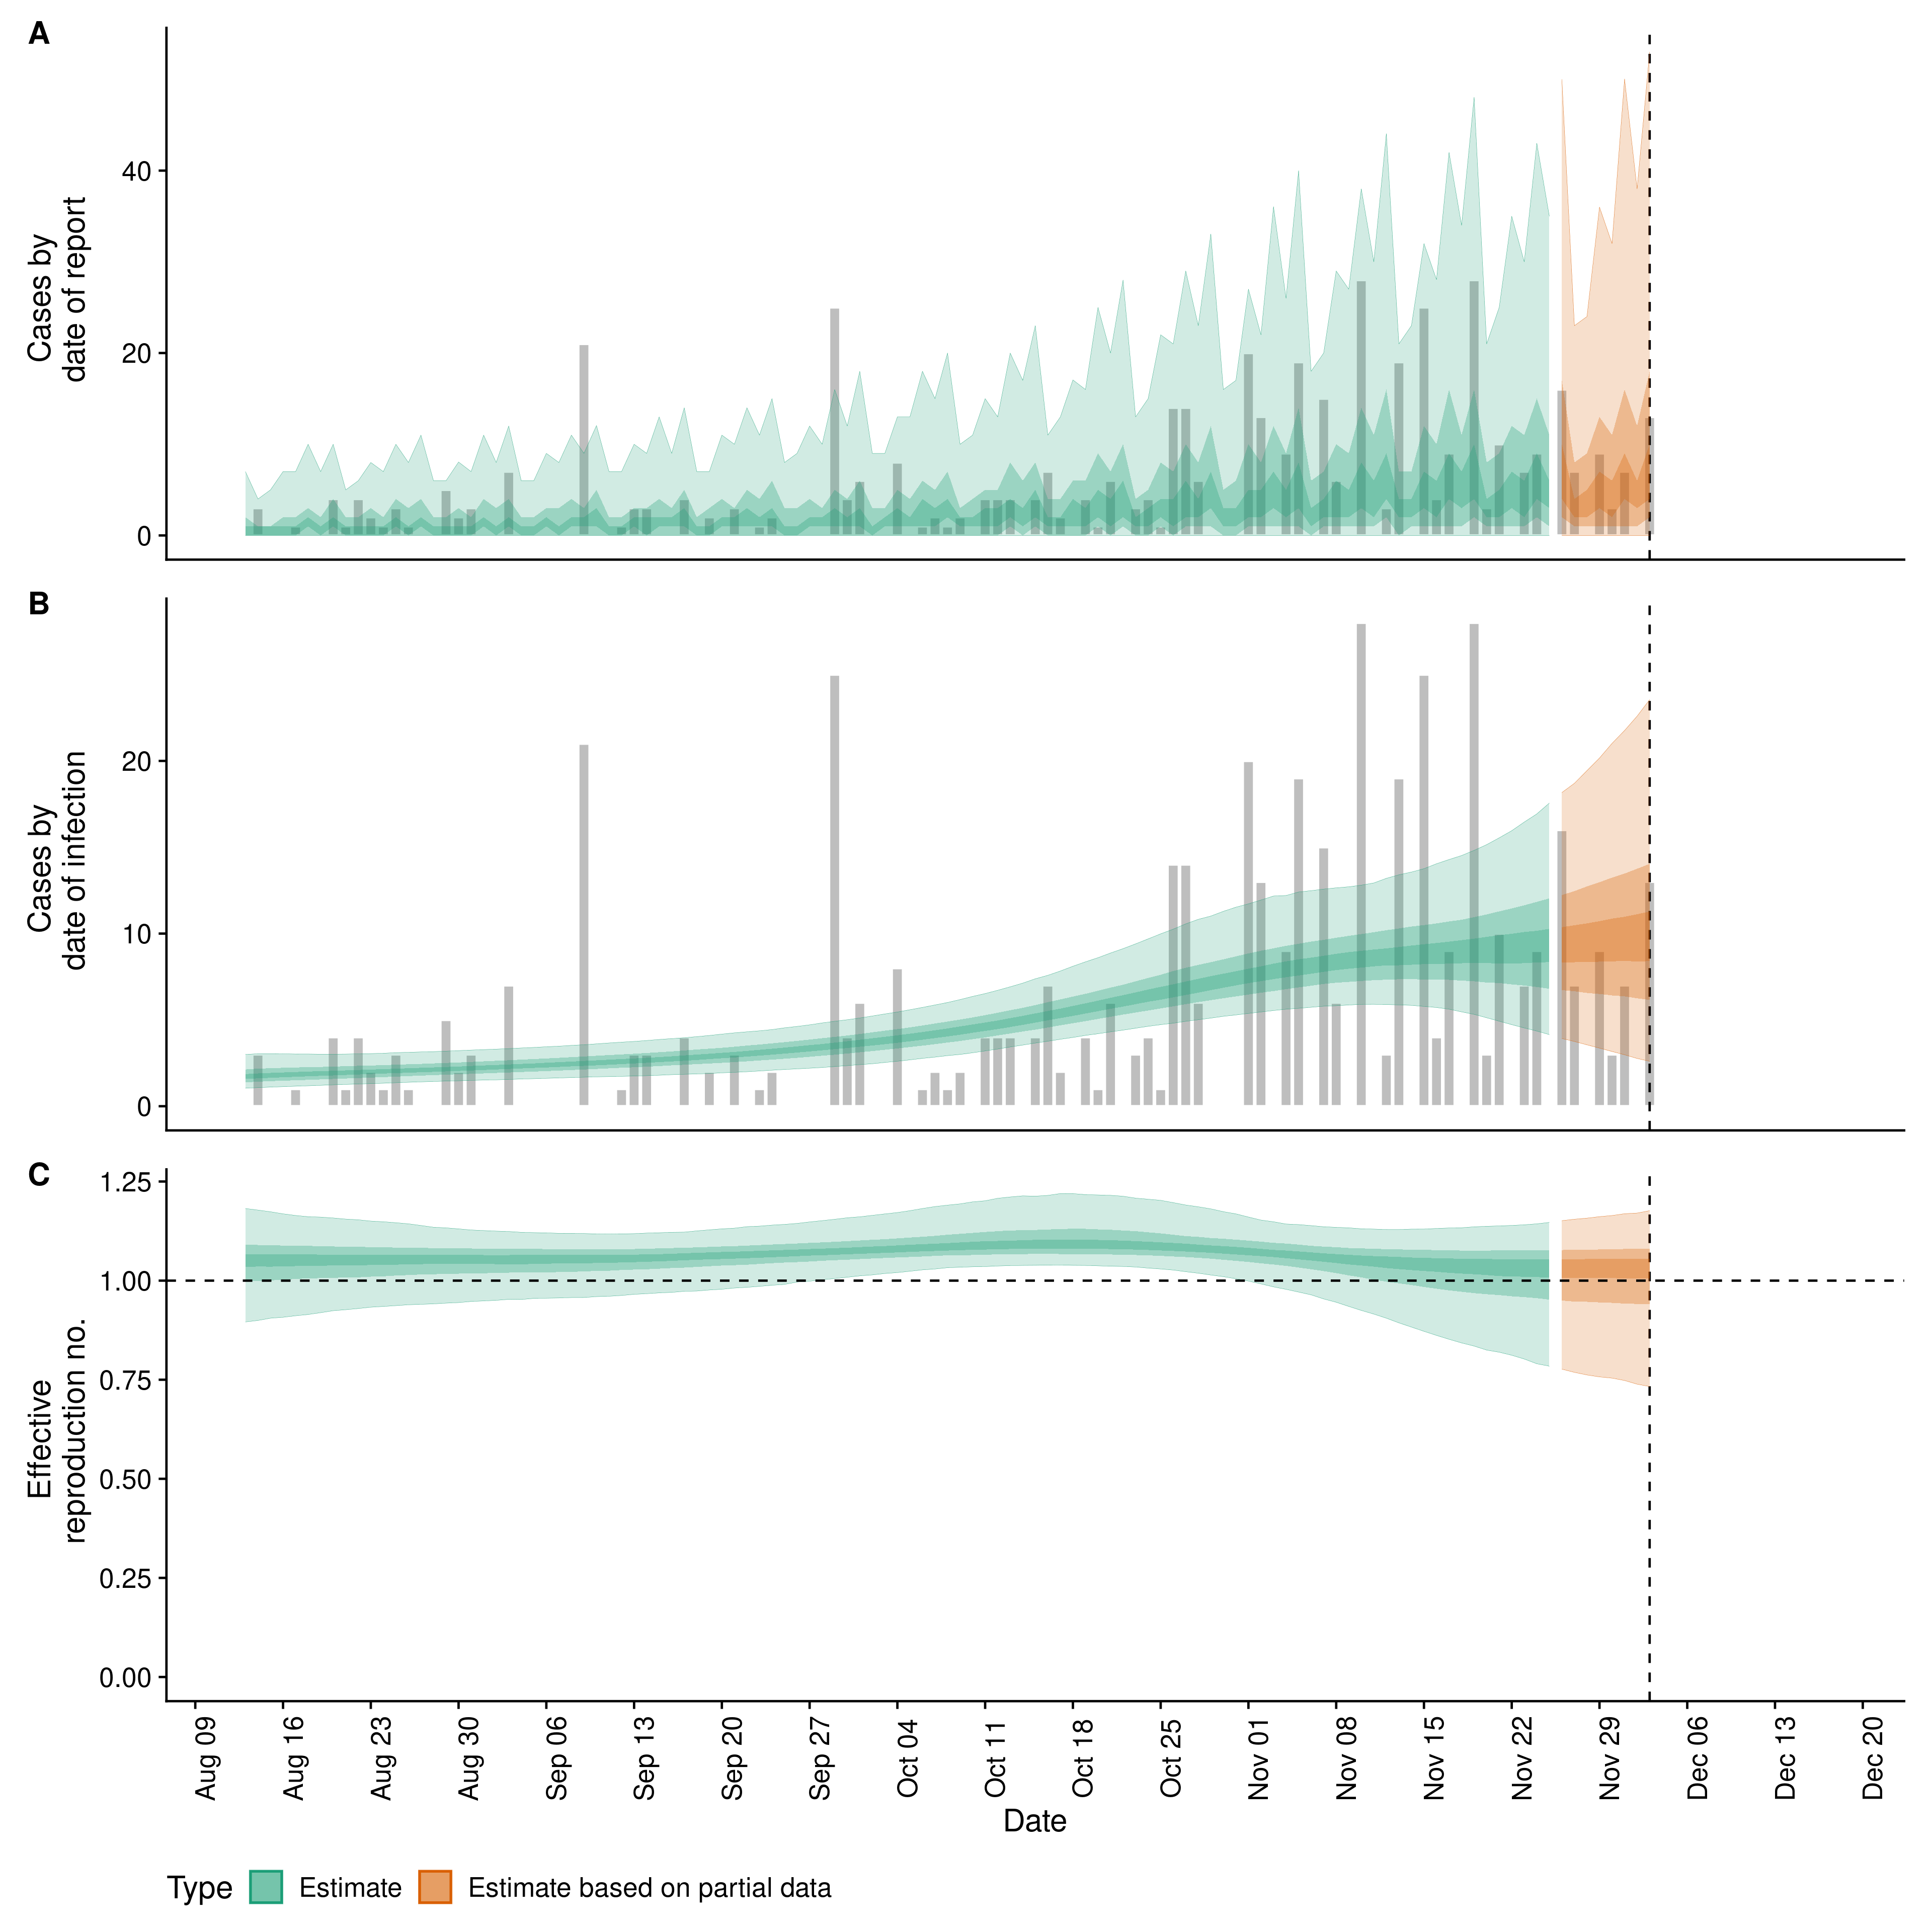 A
Cases by
date of report
40
20
0
B
Cases by
date of infection
20
10
0
C
Effective
reproduction no.
1.25
1.00
0.75
0.50
0.25
0.00
Aug 09
Aug 16
Aug 23
Aug 30
Sep 06
Sep 13
Sep 20
Sep 27
Oct 04
Oct 11
Oct 18
Oct 25
Nov 01
Nov 08
Nov 15
Nov 22
Nov 29
Dec 06
Dec 13
Dec 20
Date
Type Estimate Estimate based on partial data